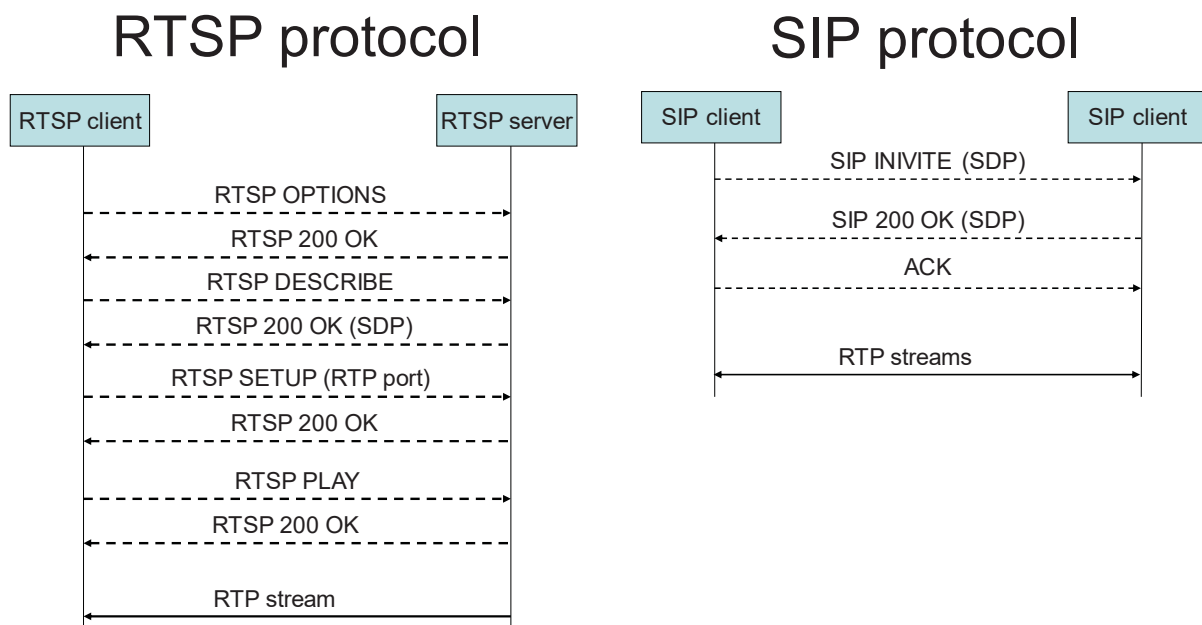 RTSP protocol
RTSP client
RTSP server
RTSP OPTIONS
RTSP 200 OK
RTSP DESCRIBE
RTSP 200 OK (SDP)
RTSP SETUP (RTP port)
RTSP 200 OK
RTSP PLAY
RTSP 200 OK
RTP stream
SIP protocol
SIP client
SIP client
SIP INIVITE (SDP)
SIP 200 OK (SDP)
ACK
RTP streams